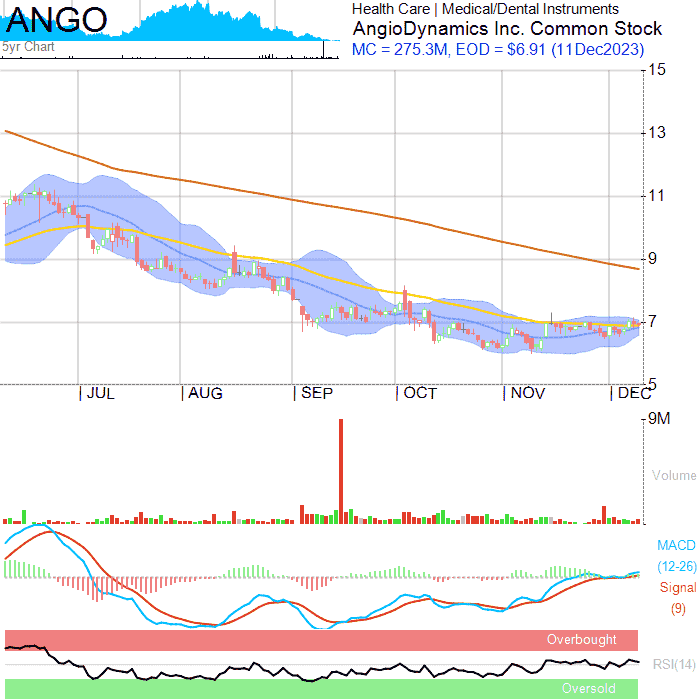 ANGO
5yr Chart
Health Care | Medical/Dental Instruments
AngioDynamics Inc. Common Stock
MC = 275.3M, EOD = $6.91 (11Dec2023)
15
13
11
9
7
5
JUL AUG SEP OCT NOV DEC
9M
Volume
MACD
(12-26)
Signal
(9)
Overbought
RSI(14)
Oversold